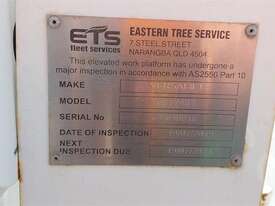 ETS
fleet services
EASTERN TREE SERVICE
7 STEEL STREET
NARANGBA QLD 4504
This elevated work platform has undergone a
major inspection in accordance with AS2550 Part 10
MAKE
MODEL
SERIAL No
DATE OF INSPECTION
NEXT
INSPECTION DUE